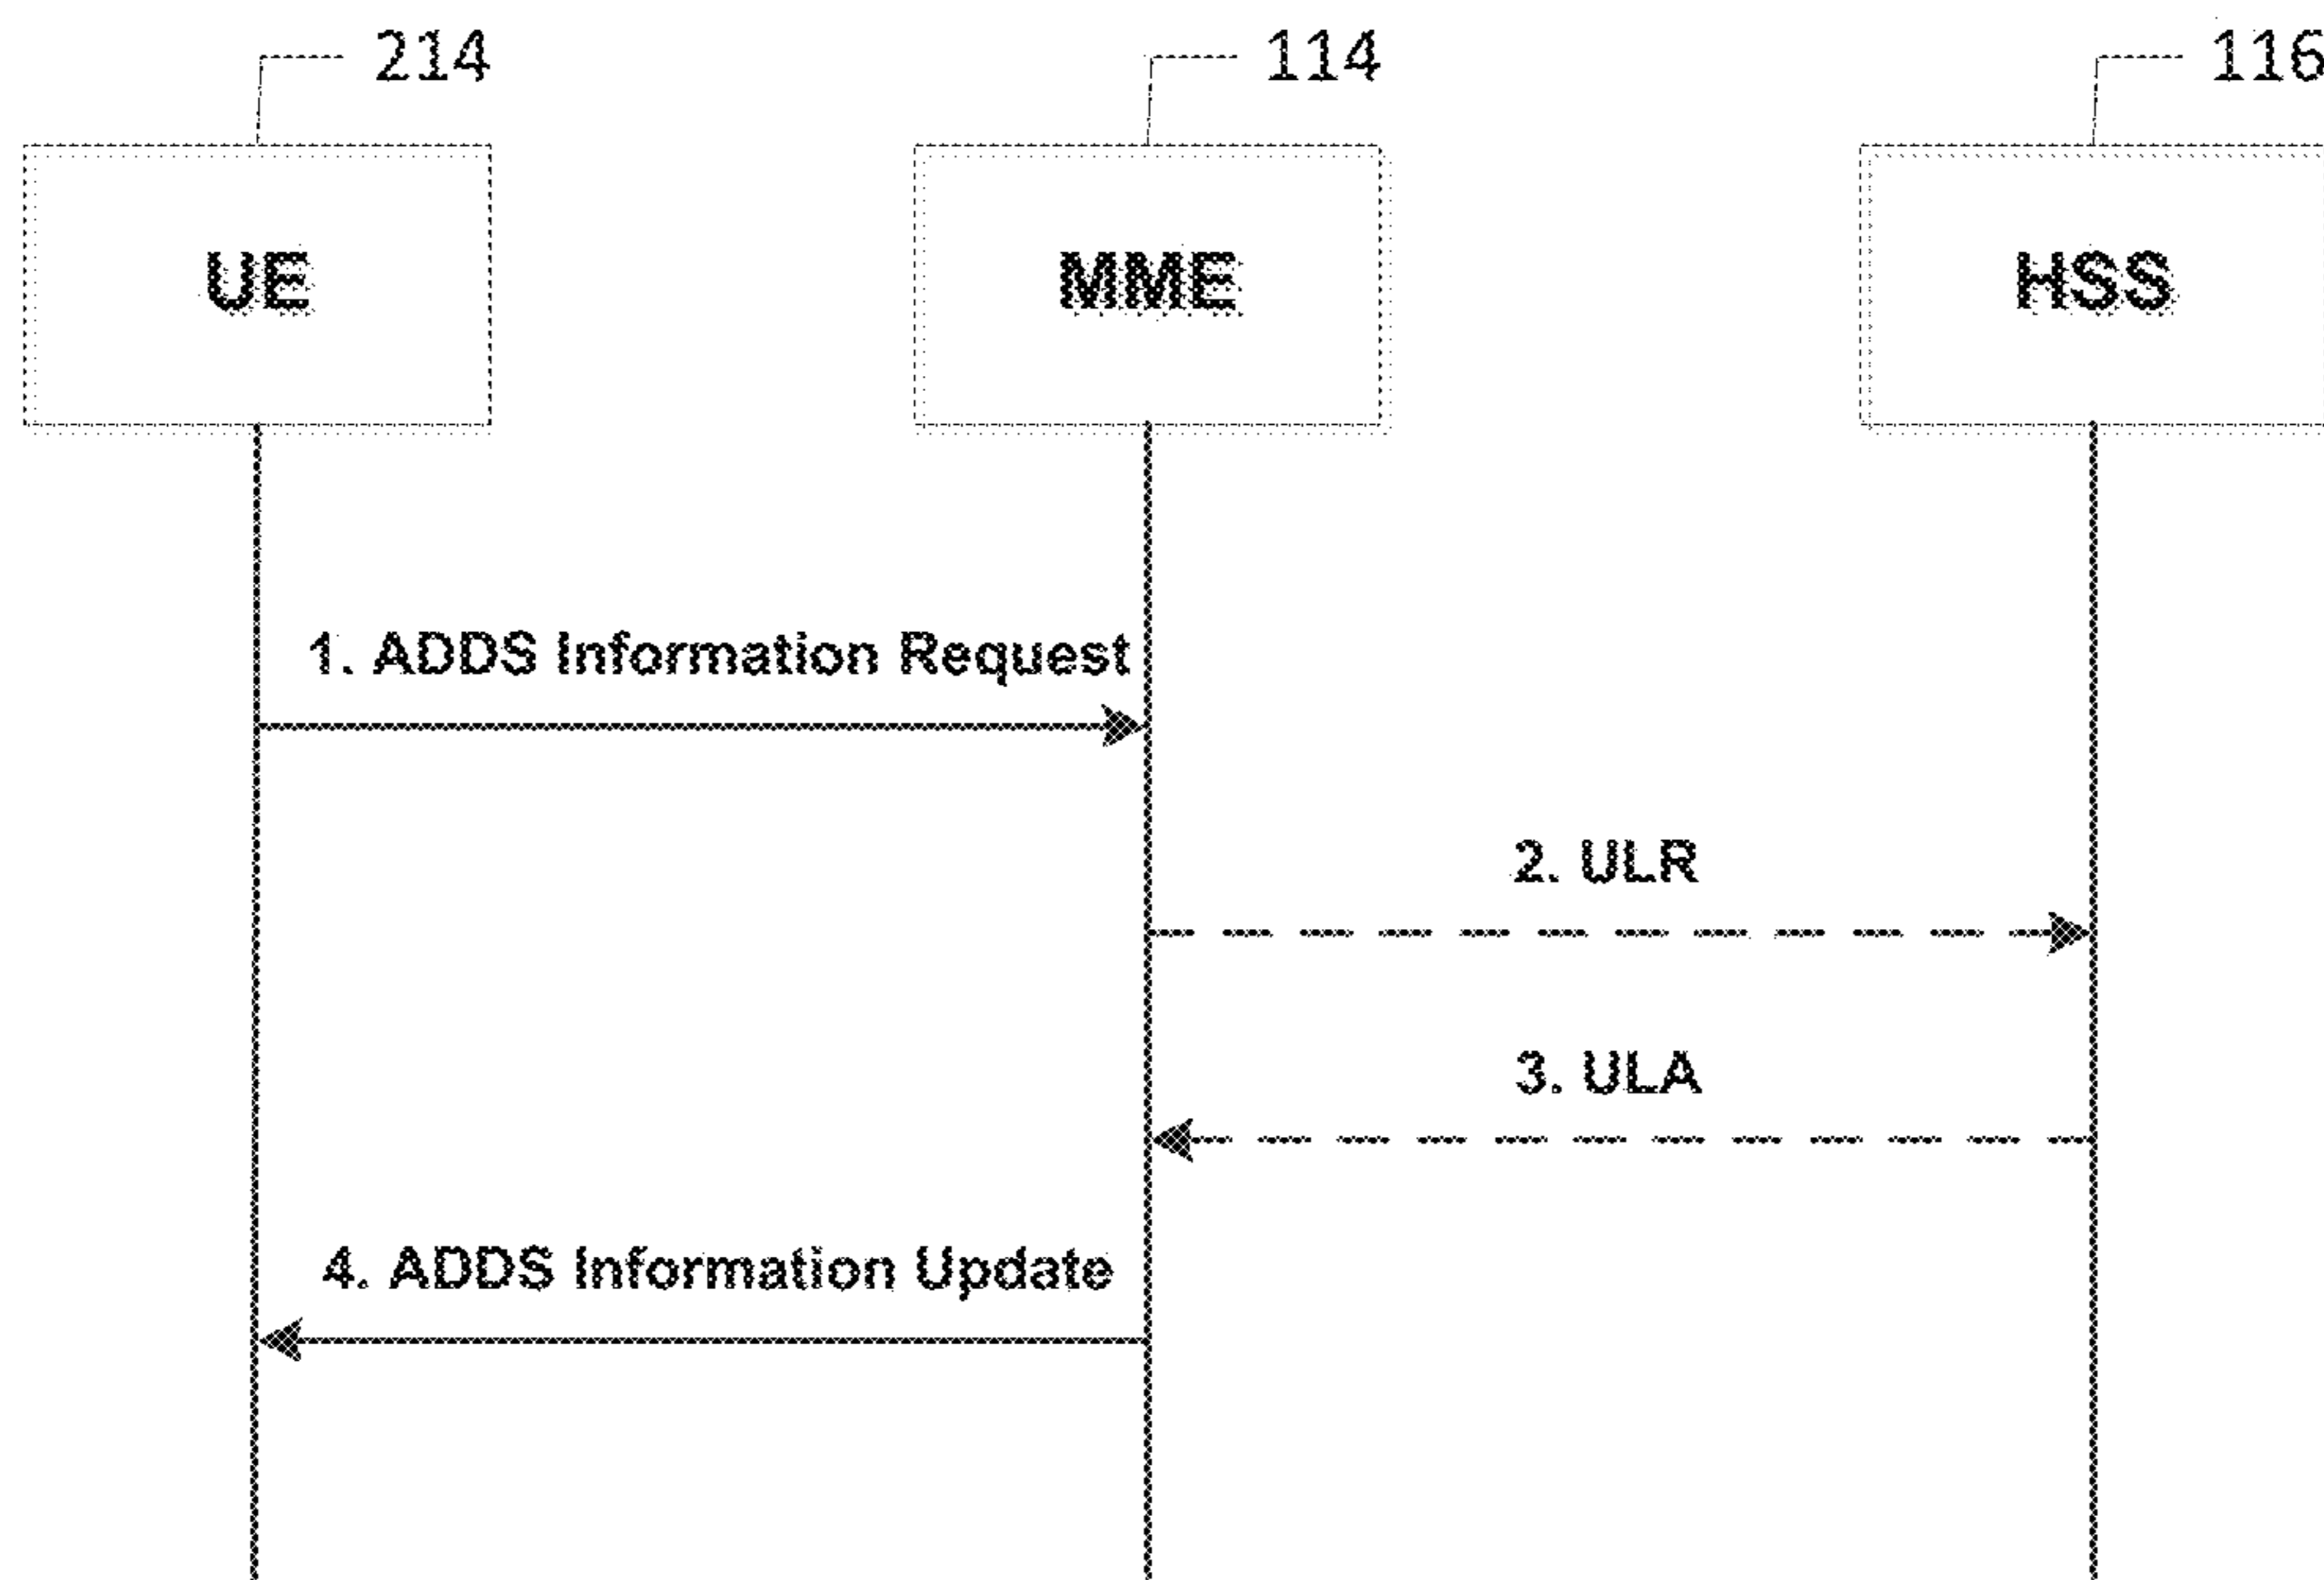 214
114
116
UE
MME
HSS
1. ADDS Information Request
2. ULR
3. ULA
4. ADDS Information Update